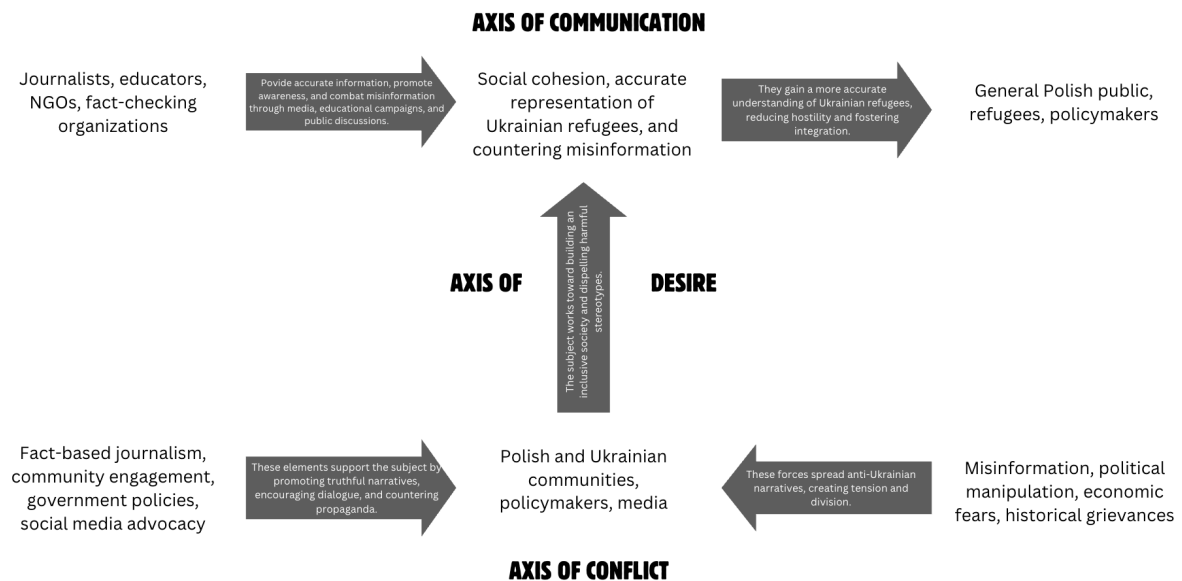 AXIS OF COMMUNICATION
Journalists, educators,
NGOs, fact-checking
organizations
Povide accurate information, promote
awareness, and combat misinformation
through media, educational campaigns, and
public discussions.
Social cohesion, accurate
representation of
Ukrainian refugees, and
countering misinformation
They gain a more accurate
understanding of Ukrainian refugees,
reducing hostility and fostering
integration.
General Polish public,
refugees, policymakers
AXIS OF
The subject works toward building an
inclusive society and dispelling harmful
stereotypes.
DESIRE
Fact-based journalism,
community engagement,
government policies,
social media advocacy
These elements support the subject by
promoting truthful narratives,
encouraging dialogue, and countering
propaganda.
Polish and Ukrainian
communities,
policymakers, media
These forces spread anti-Ukrainian
narratives, creating tension and
division.
Misinformation, political
manipulation, economic
fears, historical grievances
AXIS OF CONFLICT